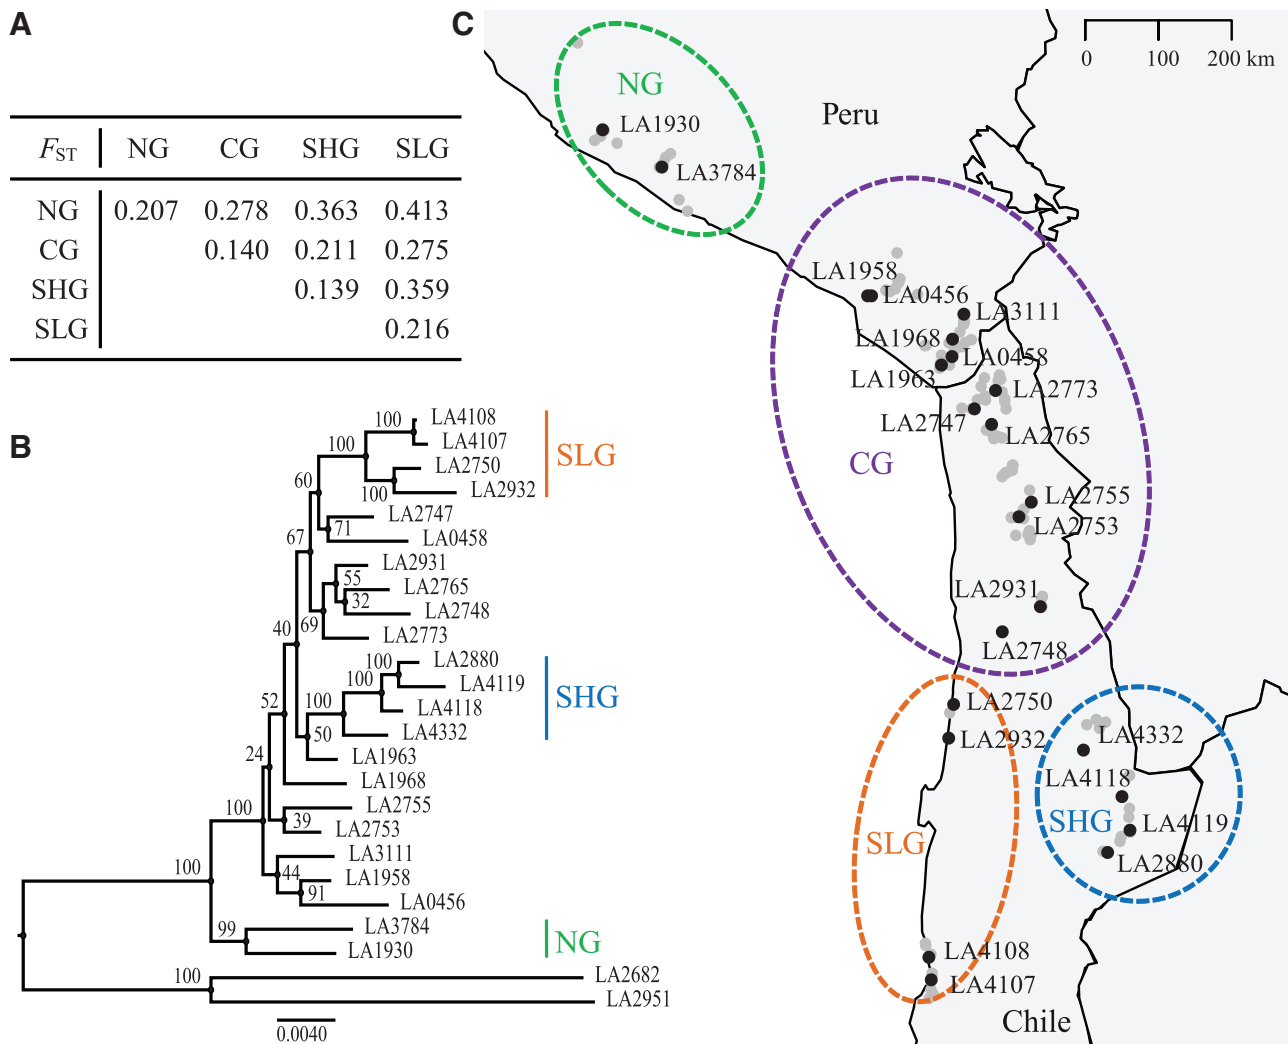 A
F_ST NG CG SHG SLG
NG 0.207 0.278 0.363 0.413
CG 0.140 0.211 0.275
SHG 0.139 0.359
SLG 0.216
B
LA4108
100
LA4107
100
LA2750
SLG
100
LA2932
60
LA2747
71
LA0458
67
LA2931
55
LA2765
32
LA2748
69
LA2773
40
LA2880
100
LA4119
100
LA4118
SHG
100
LA4332
50
LA1963
52
LA1968
24
LA2755
39
LA2753
100
LA3111
44
LA1958
91
LA0456
100
LA3784
99
NG
LA1930
LA2682
100
LA2951
0.0040
C
0 100 200 km
NG
Peru
LA1930
LA3784
LA1958
LA0456
LA3111
LA1968
LA0458
LA1963
LA2773
LA2747
LA2765
CG
LA2755
LA2753
LA2931
LA2748
LA2750
LA2932
LA4332
LA4118
SHG
LA4119
SLG
LA2880
LA4108
LA4107
Chile